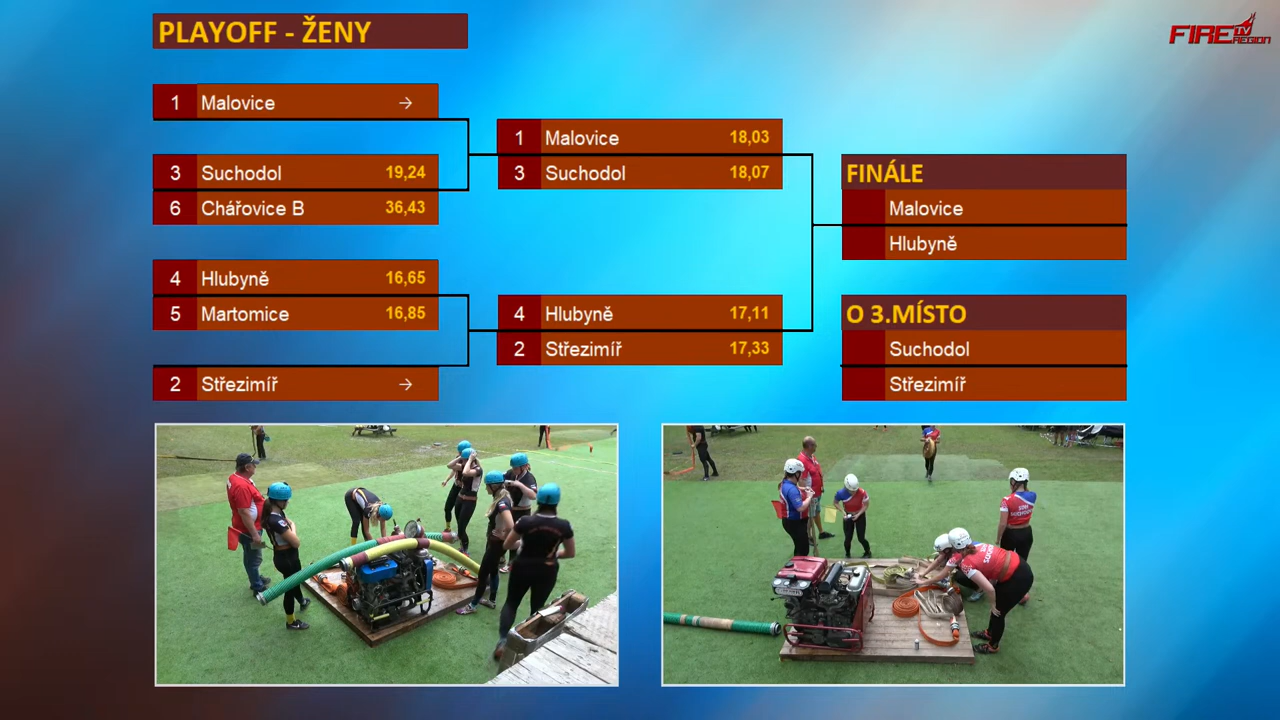 PLAYOFF - ŽENY
FIRE TV REGION
1 Malovice →
3 Suchodol 19,24
6 Chářovice B 36,43
4 Hlubyně 16,65
5 Martomice 16,85
2 Střezimíř →
1 Malovice 18,03
3 Suchodol 18,07
4 Hlubyně 17,11
2 Střezimíř 17,33
FINÁLE
Malovice
Hlubyně
O 3.MÍSTO
Suchodol
Střezimíř